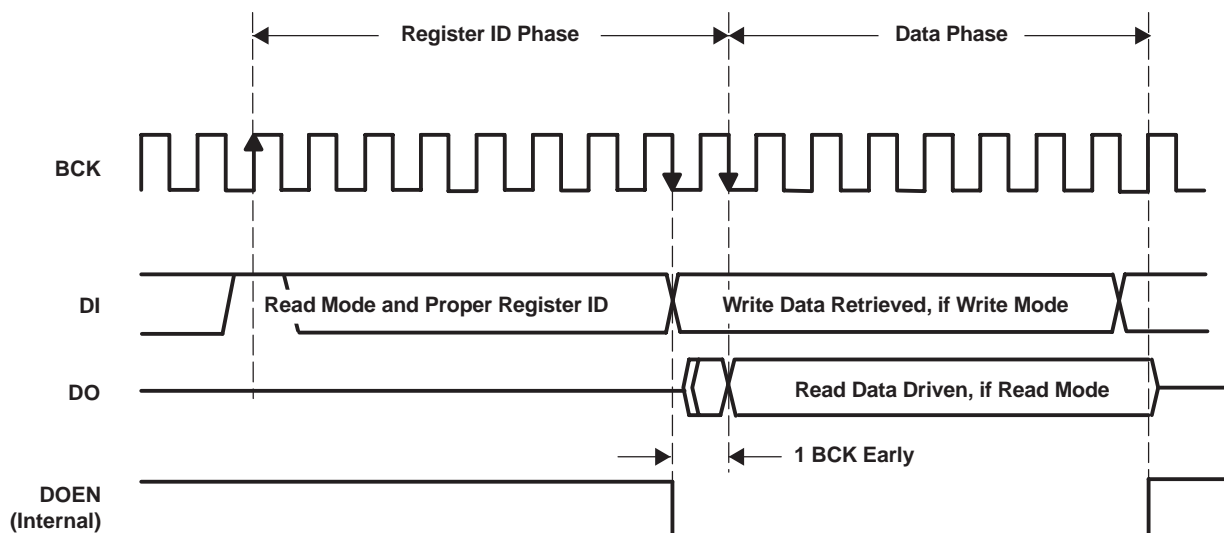 Register ID Phase
Data Phase
BCK
DI
Read Mode and Proper Register ID
Write Data Retrieved, if Write Mode
DO
Read Data Driven, if Read Mode
1 BCK Early
DOEN
(Internal)